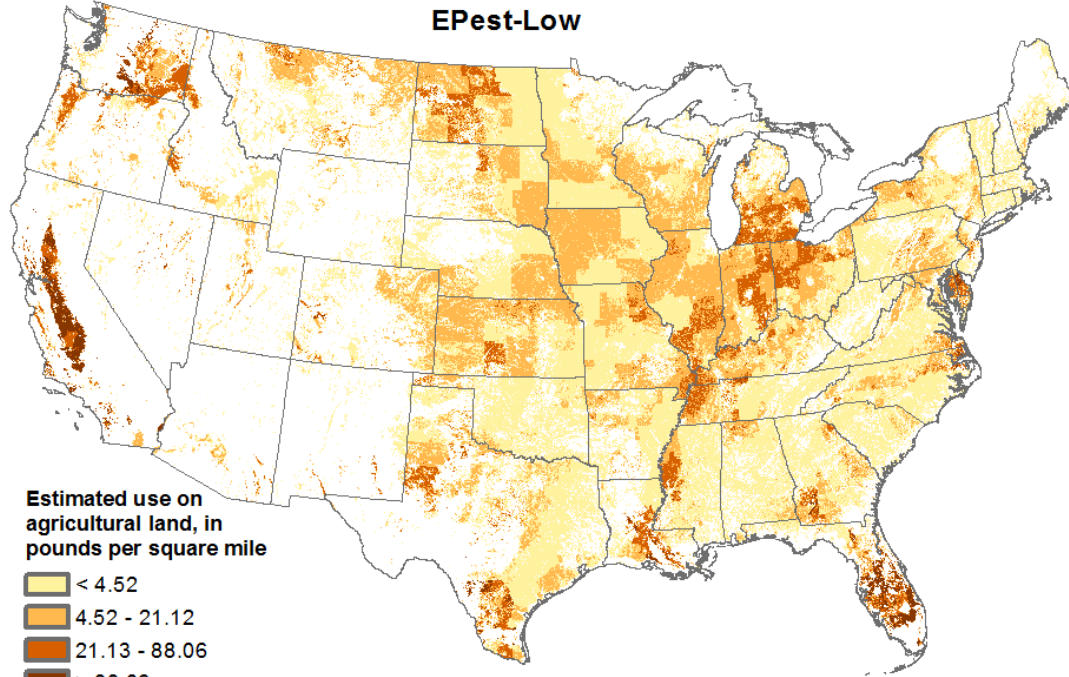 EPest-Low
Estimated use on
agricultural land, in
pounds per square mile
< 4.52
4.52 - 21.12
21.13 - 88.06